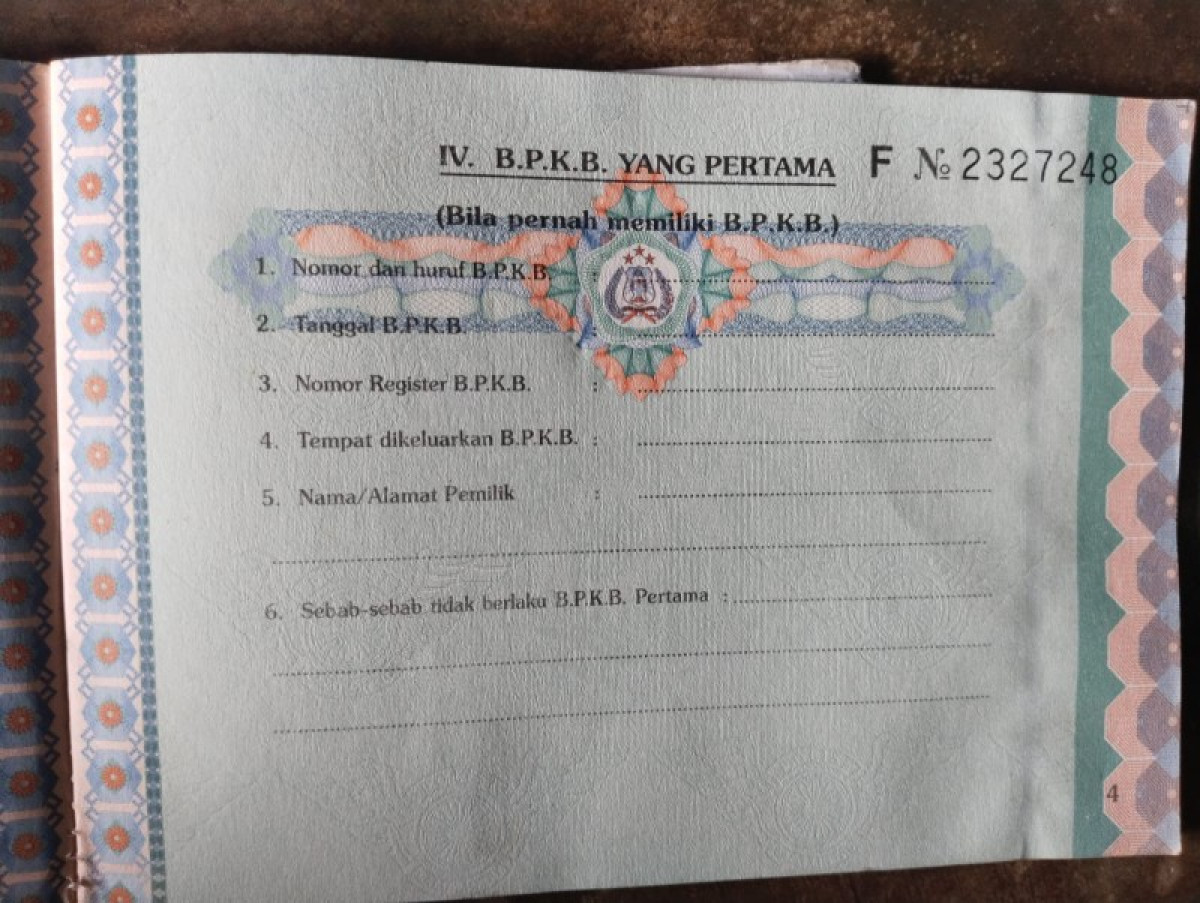 IV. B.P.K.B. YANG PERTAMA F № 2327248
(Bila pernah memiliki B.P.K.B.)
1. Nomor dan huruf B.P.K.B. :
2. Tanggal B.P.K.B. :
3. Nomor Register B.P.K.B. :
4. Tempat dikeluarkan B.P.K.B. :
5. Nama/Alamat Pemilik :
6. Sebab-sebab tidak berlaku B.P.K.B. Pertama :
4